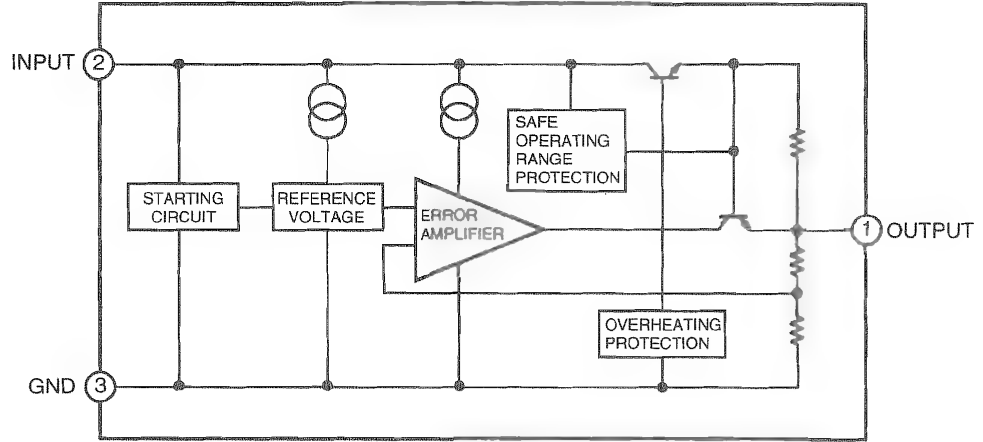 INPUT 2
SAFE
OPERATING
RANGE
PROTECTION
STARTING
CIRCUIT
REFERENCE
VOLTAGE
ERROR
AMPLIFIER
1 OUTPUT
OVERHEATING
PROTECTION
GND 3